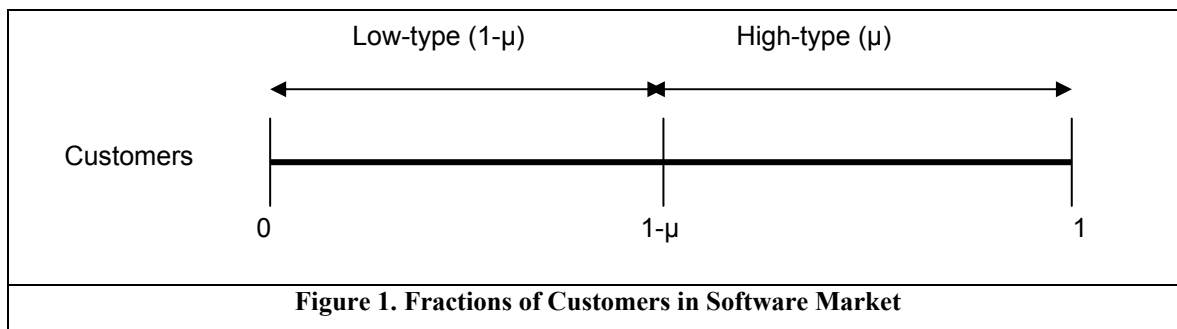 Low-type (1-μ) High-type (μ)
Customers
0 1-μ 1
Figure 1. Fractions of Customers in Software Market